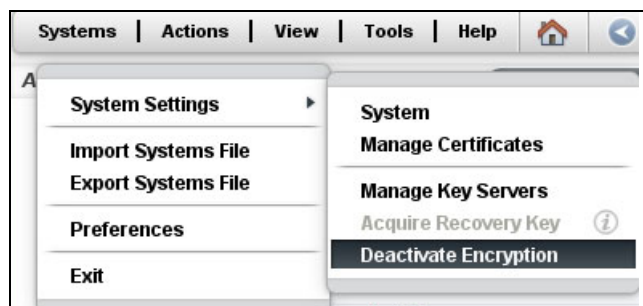 Systems | Actions | View | Tools | Help
A
System Settings
Import Systems File
Export Systems File
Preferences
Exit
System
Manage Certificates
Manage Key Servers
Acquire Recovery Key
Deactivate Encryption